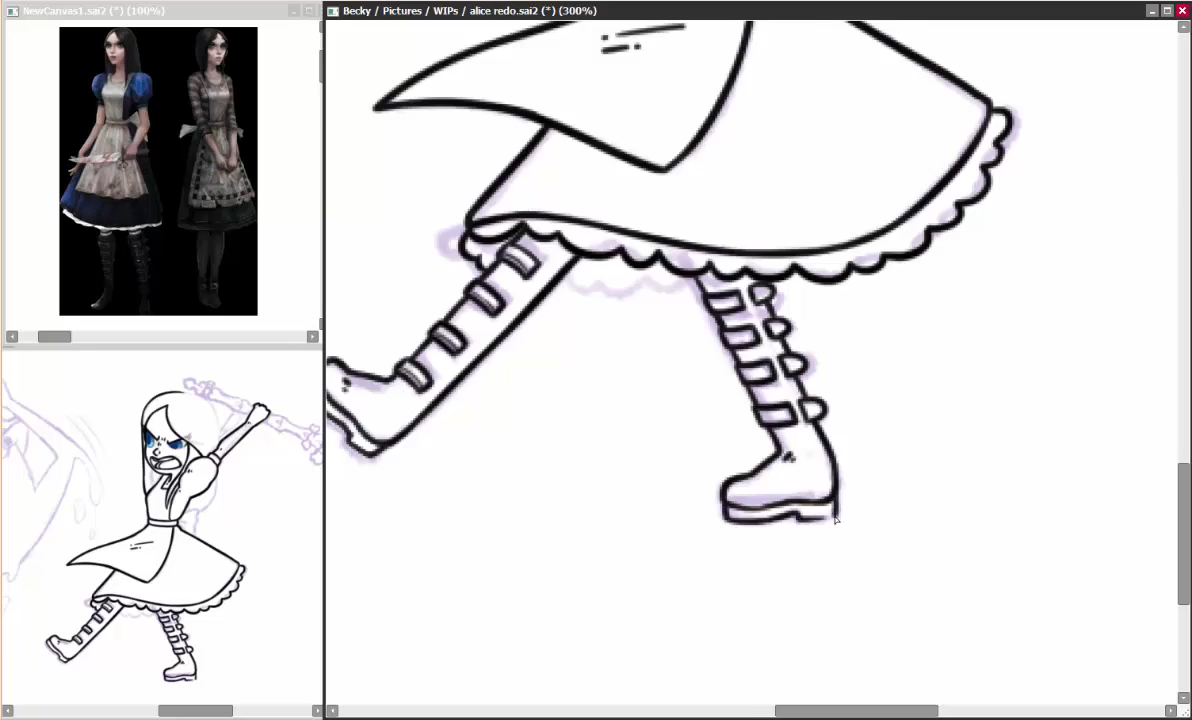 NewCanvas1.sai2 (*) (100%)
Becky / Pictures / WIPs / alice redo.sai2 (*) (300%)